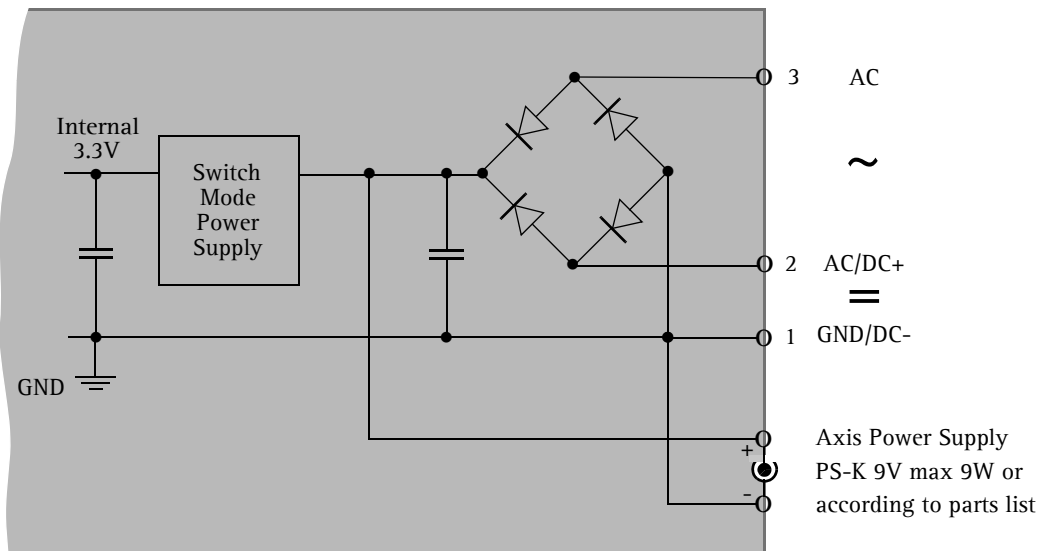 3 AC
Internal
3.3V
Switch
Mode
Power
Supply
~
2 AC/DC+
=
1 GND/DC-
GND
Axis Power Supply
+
PS-K 9V max 9W or
-
according to parts list